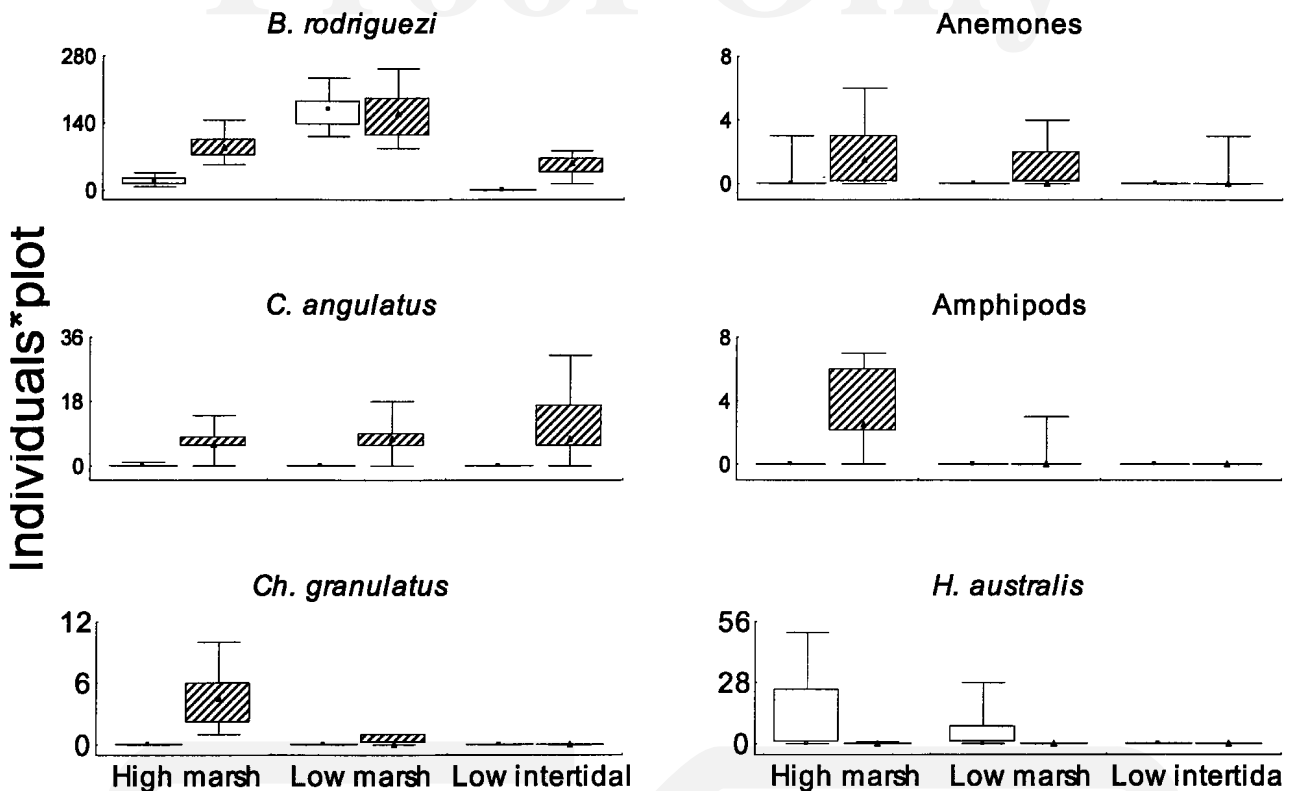 Proof Only
B. rodriguezi
280
140
0
Anemones
8
4
0
Individuals*plot
C. angulatus
36
18
0
Amphipods
8
4
0
Ch. granulatus
12
6
0
H. australis
56
28
0
High marsh Low marsh Low intertidal
High marsh Low marsh Low intertida